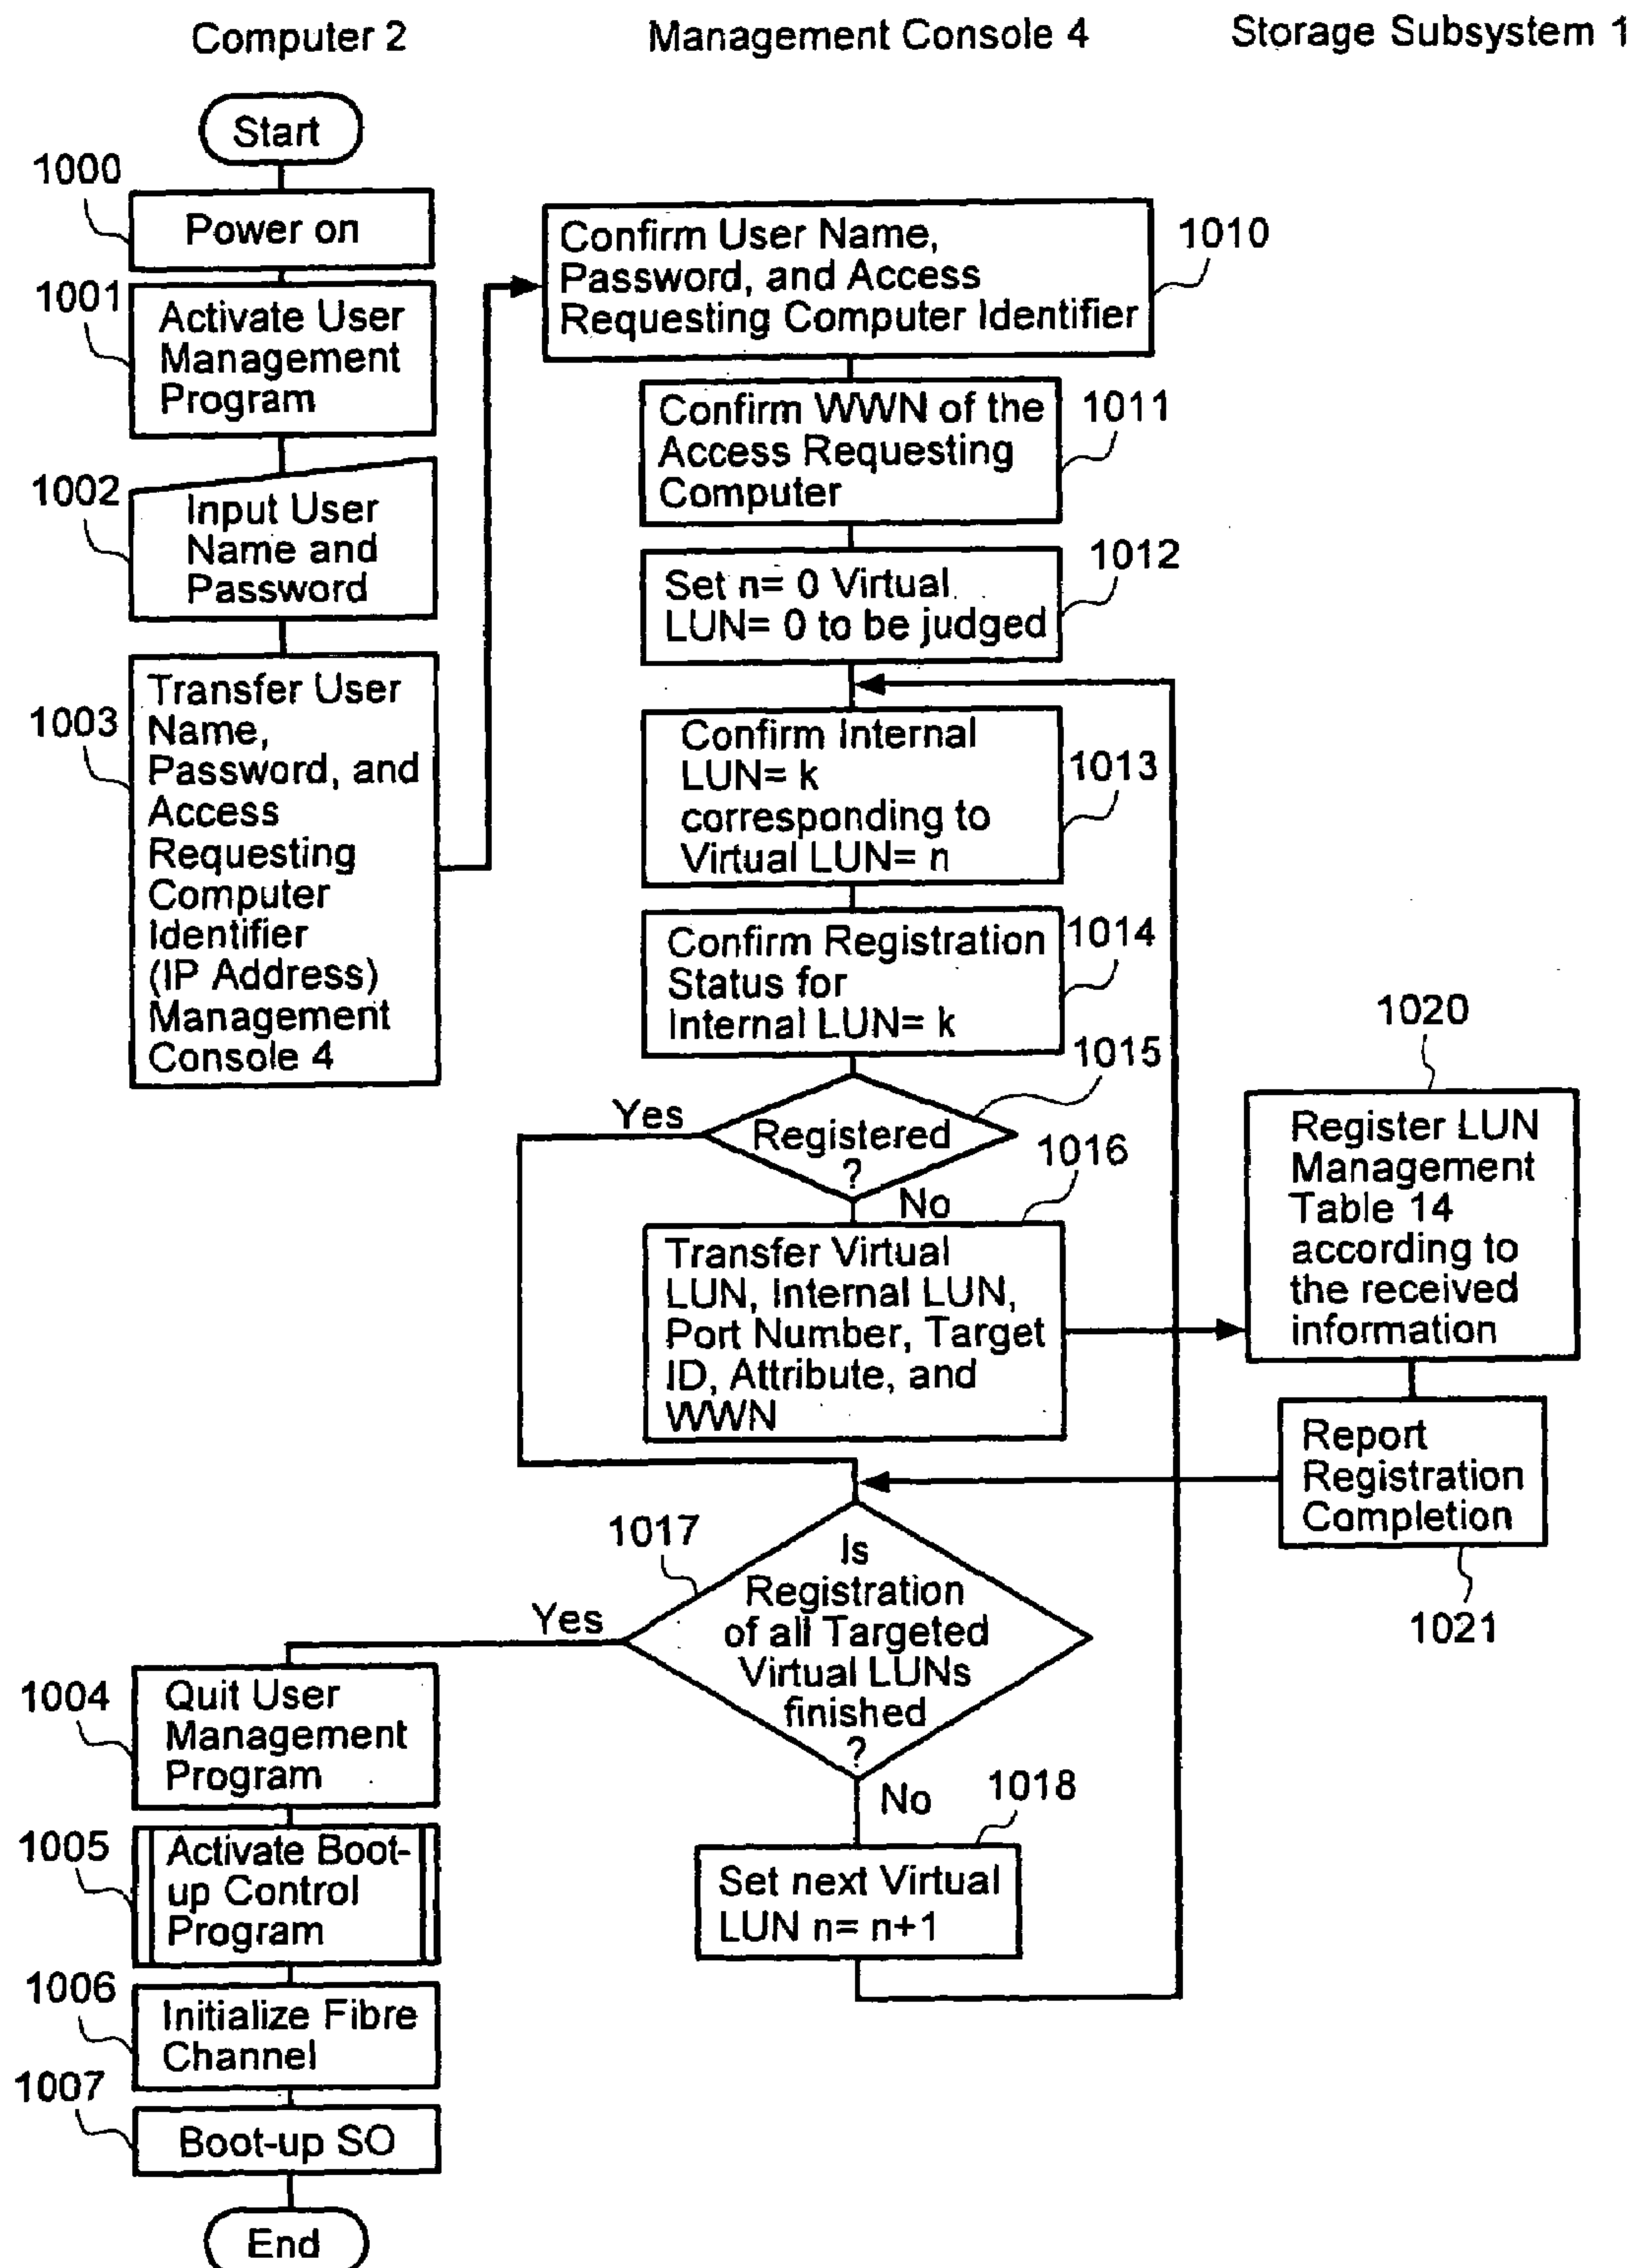 Computer 2
Management Console 4
Storage Subsystem 1
Start
1000
Power on
1001
Activate User
Management
Program
1002
Input User
Name and
Password
1003
Transfer User
Name,
Password, and
Access
Requesting
Computer
Identifier
(IP Address)
Management
Console 4
Confirm User Name,
Password, and Access
Requesting Computer Identifier
1010
Confirm WWN of the
Access Requesting
Computer
1011
Set n= 0 Virtual
LUN= 0 to be judged
1012
Confirm Internal
LUN= k
corresponding to
Virtual LUN= n
1013
Confirm Registration
Status for
Internal LUN= k
1014
1015
Registered
?
Yes
No
1016
Transfer Virtual
LUN, Internal LUN,
Port Number, Target
ID, Attribute, and
WWN
1020
Register LUN
Management
Table 14
according to
the received
information
Report
Registration
Completion
1021
1017
Is
Registration
of all Targeted
Virtual LUNs
finished
?
Yes
No
1018
Set next Virtual
LUN n= n+1
1004
Quit User
Management
Program
1005
Activate Boot-
up Control
Program
1006
Initialize Fibre
Channel
1007
Boot-up SO
End